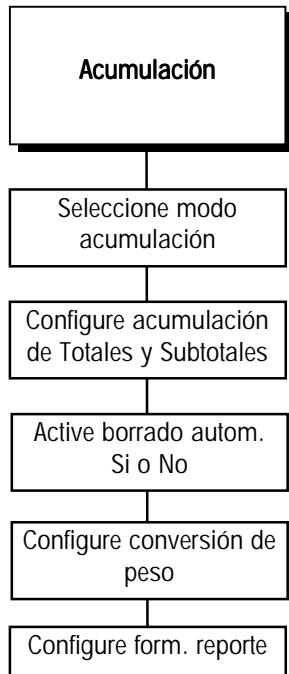 Acumulación
Seleccione modo
acumulación
Configure acumulación
de Totales y Subtotales
Active borrado autom.
Si o No
Configure conversión de
peso
Configure form. reporte